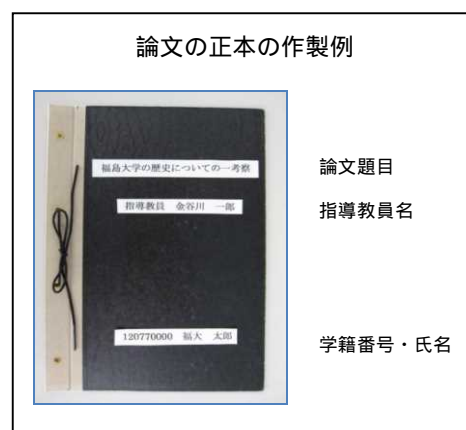 論文の正本の作製例
福島大学の歴史についての一考察
論文題目
指導教員 金谷川 一郎
指導教員名
120770000 福大 太郎
学籍番号・氏名